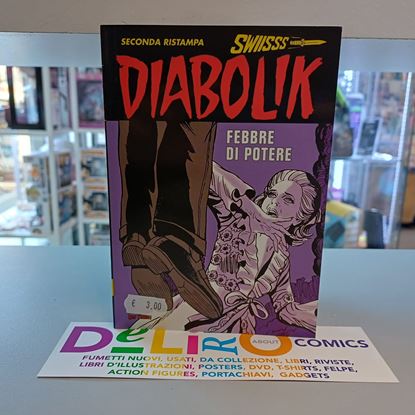 SECONDA RISTAMPA
SWIISSS
DIABOLIK
FEBBRE
DI POTERE
€ 3,00
DeLIRO ABOUT COMICS
FUMETTI NUOVI, USATI, DA COLLEZIONE, LIBRI, RIVISTE,
LIBRI D'ILLUSTRAZIONI, POSTERS, DVD, T-SHIRTS, FELPE,
ACTION FIGURES, PORTACHIAVI, GADGETS